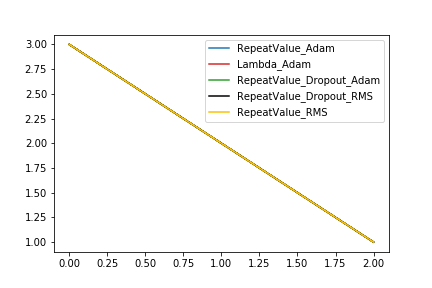 3.00
2.75
2.50
2.25
2.00
1.75
1.50
1.25
1.00
RepeatValue_Adam
Lambda_Adam
RepeatValue_Dropout_Adam
RepeatValue_Dropout_RMS
RepeatValue_RMS
0.00 0.25 0.50 0.75 1.00 1.25 1.50 1.75 2.00